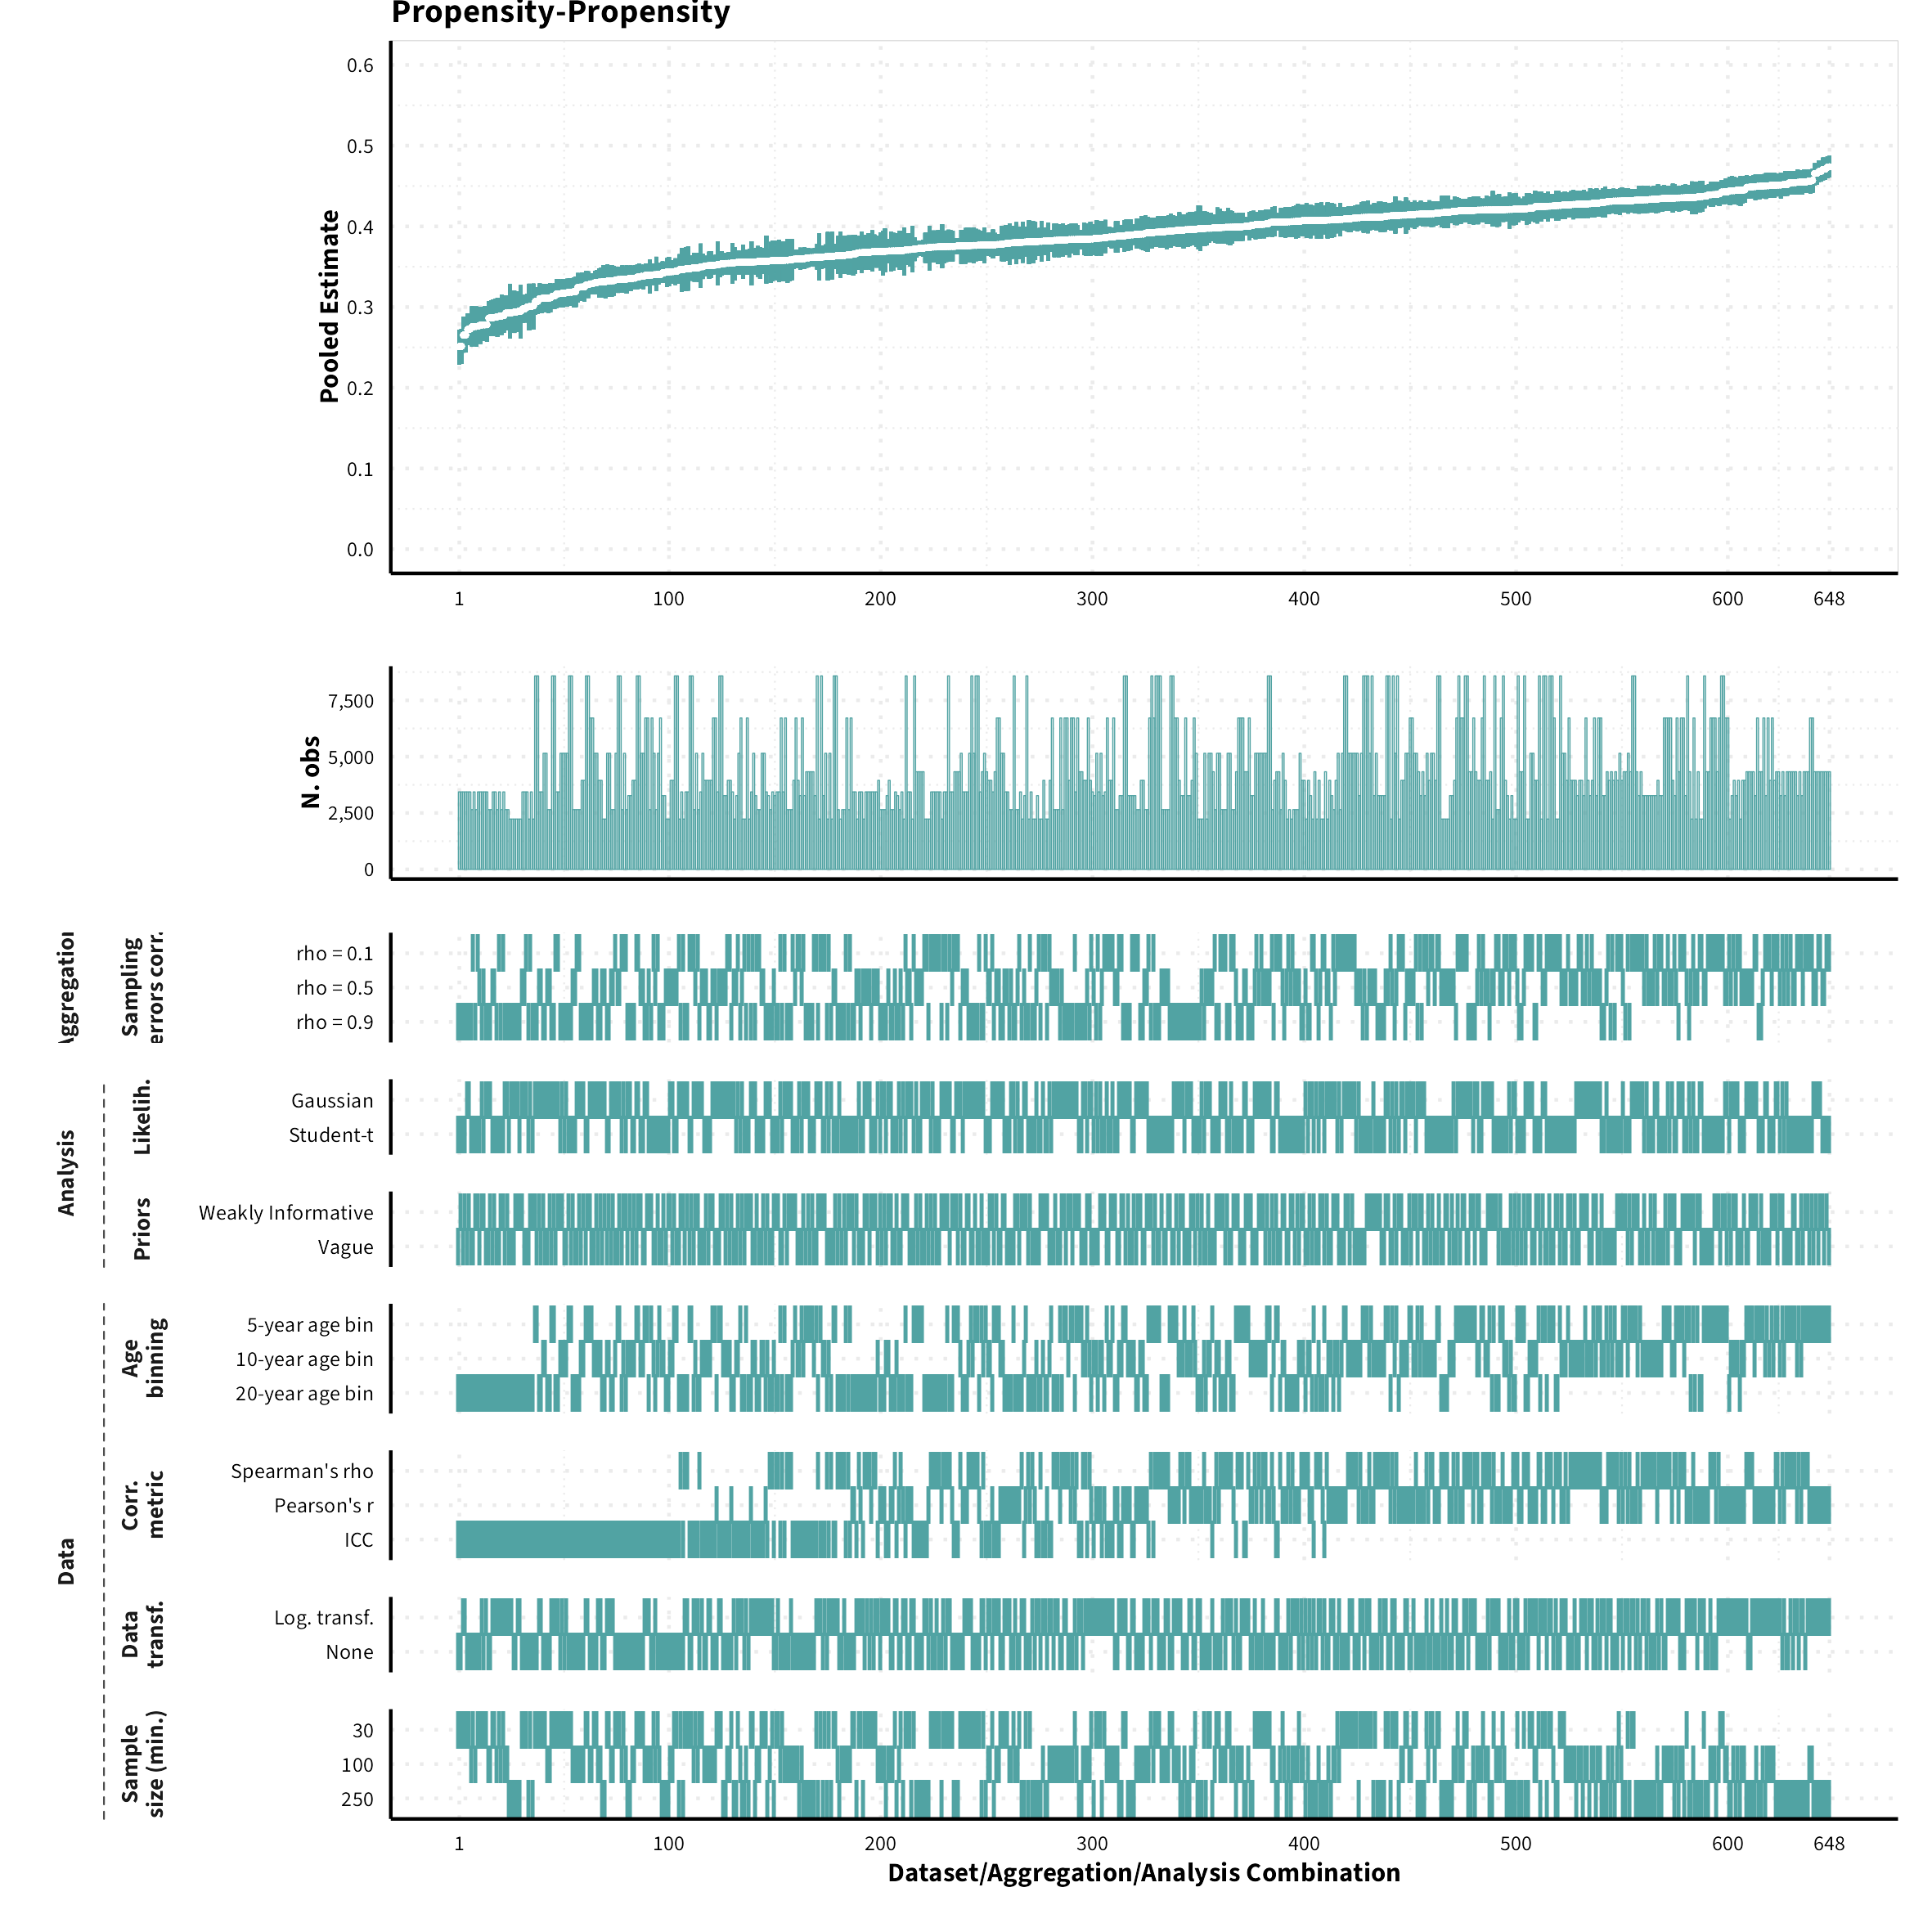 Propensity-Propensity
Pooled Estimate
0.6
0.5
0.4
0.3
0.2
0.1
0.0
1 100 200 300 400 500 600 648
N. obs
7,500
5,000
2,500
0
Aggregation
Sampling
errors corr.
rho = 0.1
rho = 0.5
rho = 0.9
Analysis
Likelih.
Gaussian
Student-t
Priors
Weakly Informative
Vague
Data
Age
binning
5-year age bin
10-year age bin
20-year age bin
Corr.
metric
Spearman's rho
Pearson's r
ICC
Data
transf.
Log. transf.
None
Sample
size (min.)
30
100
250
1 100 200 300 400 500 600 648
Dataset/Aggregation/Analysis Combination